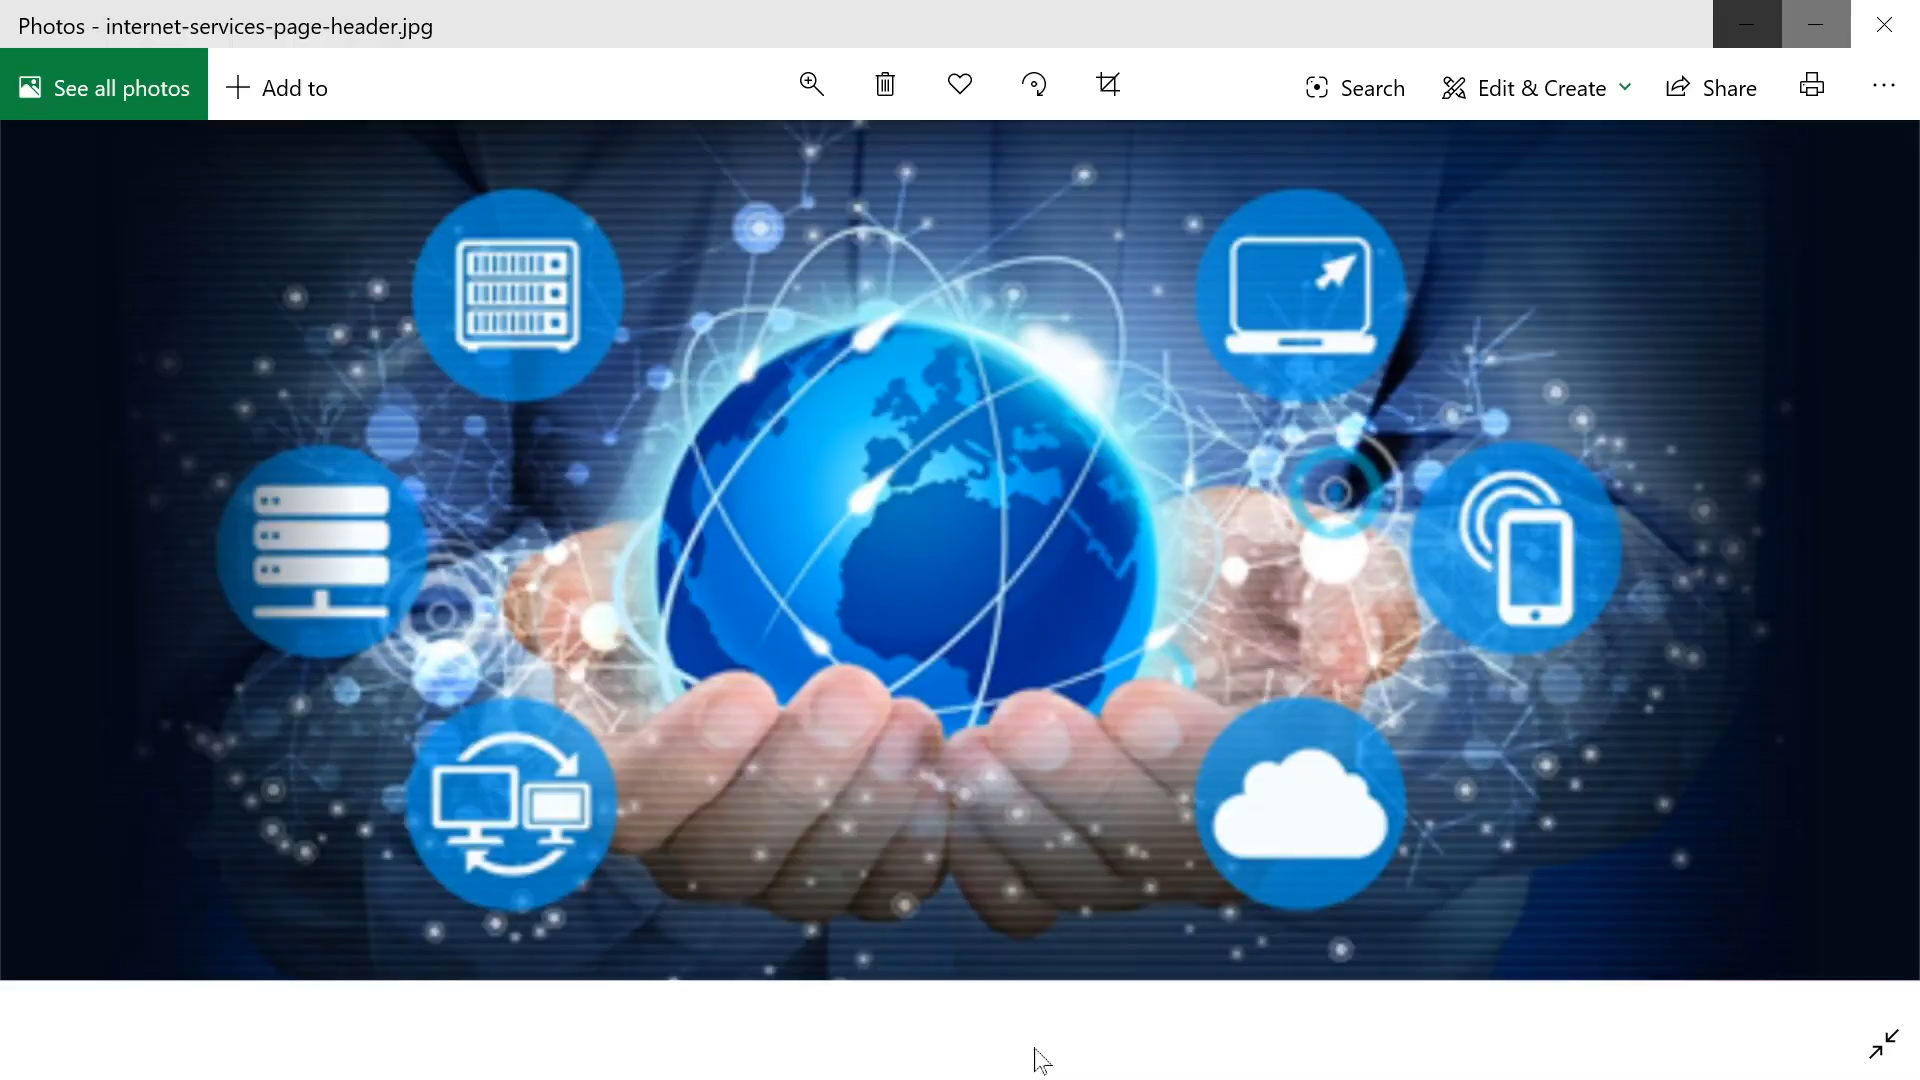 Photos - internet-services-page-header.jpg
See all photos
Add to
Search
Edit & Create
Share